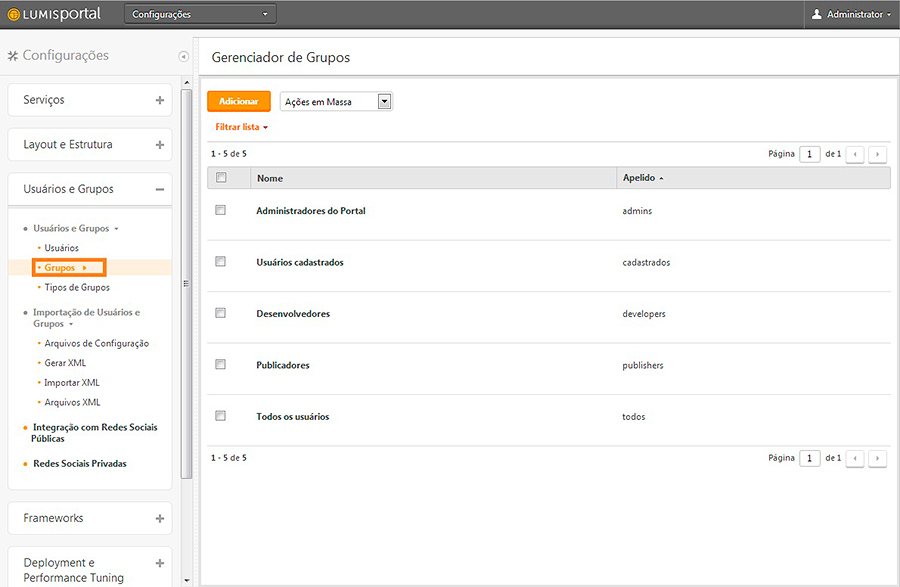 LUMISportal
Configurações
Administrator
Configurações
Gerenciador de Grupos
Serviços
Layout e Estrutura
Usuários e Grupos
Usuários e Grupos
Usuários
Grupos
Tipos de Grupos
Importação de Usuários e
Grupos
Arquivos de Configuração
Gerar XML
Importar XML
Arquivos XML
Integração com Redes Sociais
Públicas
Redes Sociais Privadas
Frameworks
Deployment e
Performance Tuning
Adicionar
Ações em Massa
Filtrar lista
1 - 5 de 5
Página 1 de 1
Nome Apelido
Administradores do Portal admins
Usuários cadastrados cadastrados
Desenvolvedores developers
Publicadores publishers
Todos os usuários todos
1 - 5 de 5
Página 1 de 1